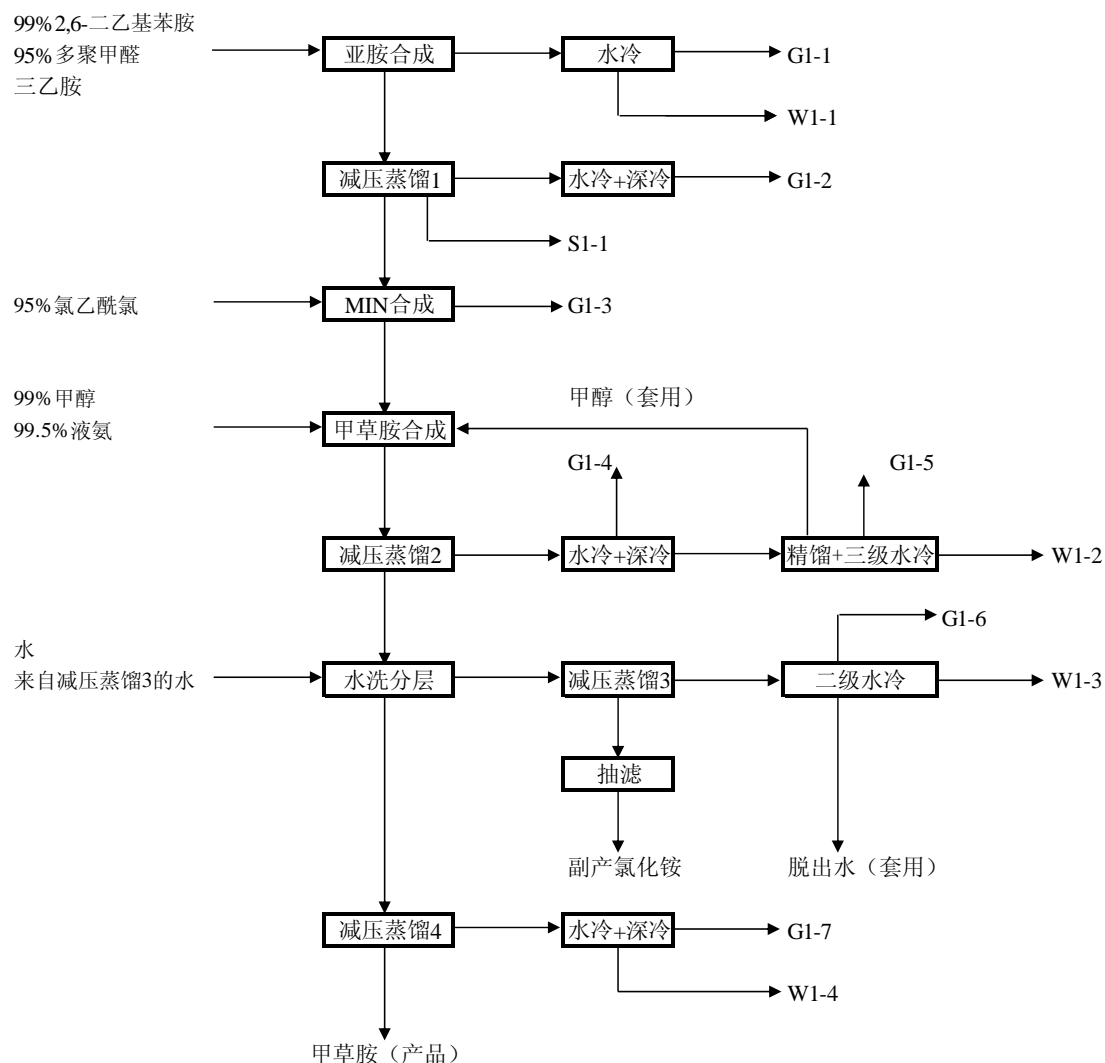 99%2,6-二乙基苯胺
95%多聚甲醛
三乙胺
亚胺合成
水冷
G1-1
W1-1
减压蒸馏1
水冷+深冷
G1-2
S1-1
95%氯乙酰氯
MIN合成
G1-3
99%甲醇
99.5%液氨
甲醇（套用）
甲草胺合成
G1-4
G1-5
减压蒸馏2
水冷+深冷
精馏+三级水冷
W1-2
G1-6
水
来自减压蒸馏3的水
水洗分层
减压蒸馏3
二级水冷
W1-3
抽滤
副产氯化铵
脱出水（套用）
减压蒸馏4
水冷+深冷
G1-7
W1-4
甲草胺（产品）